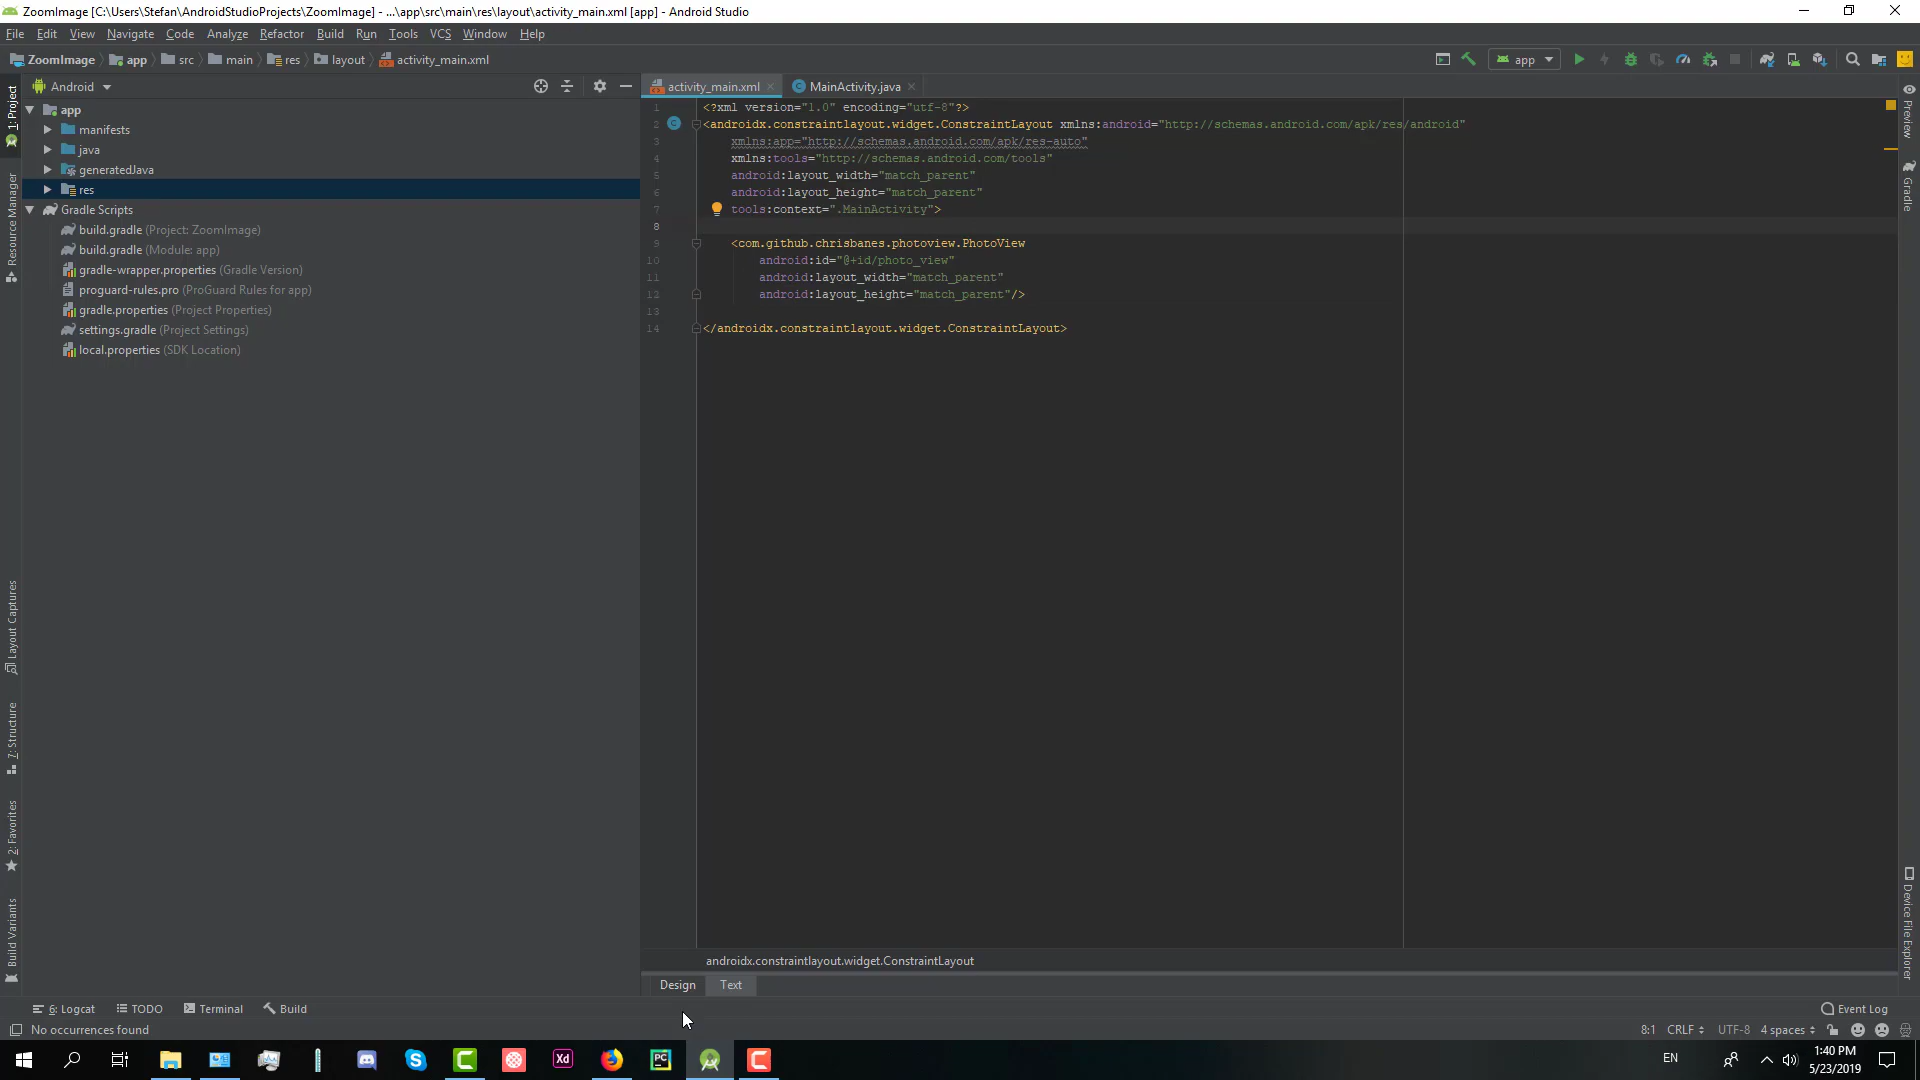 ZoomImage [C:\Users\Stefan\AndroidStudioProjects\ZoomImage] - ...\app\src\main\res\layout\activity_main.xml [app] - Android Studio
File Edit View Navigate Code Analyze Refactor Build Run Tools VCS Window Help
ZoomImage app src main res layout activity_main.xml
app
Android
activity_main.xml MainActivity.java
1: Project
Resource Manager
Layout Captures
7: Structure
2: Favorites
Build Variants
app
manifests
java
generatedJava
res
Gradle Scripts
build.gradle (Project: ZoomImage)
build.gradle (Module: app)
gradle-wrapper.properties (Gradle Version)
proguard-rules.pro (ProGuard Rules for app)
gradle.properties (Project Properties)
settings.gradle (Project Settings)
local.properties (SDK Location)
1 <?xml version="1.0" encoding="utf-8"?>
2 <androidx.constraintlayout.widget.ConstraintLayout xmlns:android="http://schemas.android.com/apk/res/android"
3 xmlns:app="http://schemas.android.com/apk/res-auto"
4 xmlns:tools="http://schemas.android.com/tools"
5 android:layout_width="match_parent"
6 android:layout_height="match_parent"
7 tools:context=".MainActivity">
8
9 <com.github.chrisbanes.photoview.PhotoView
10 android:id="@+id/photo_view"
11 android:layout_width="match_parent"
12 android:layout_height="match_parent"/>
13
14 </androidx.constraintlayout.widget.ConstraintLayout>
Preview
Gradle
Device File Explorer
androidx.constraintlayout.widget.ConstraintLayout
Design Text
6: Logcat TODO Terminal Build Event Log
No occurrences found 8:1 CRLF UTF-8 4 spaces
Xd PC EN 1:40 PM
5/23/2019